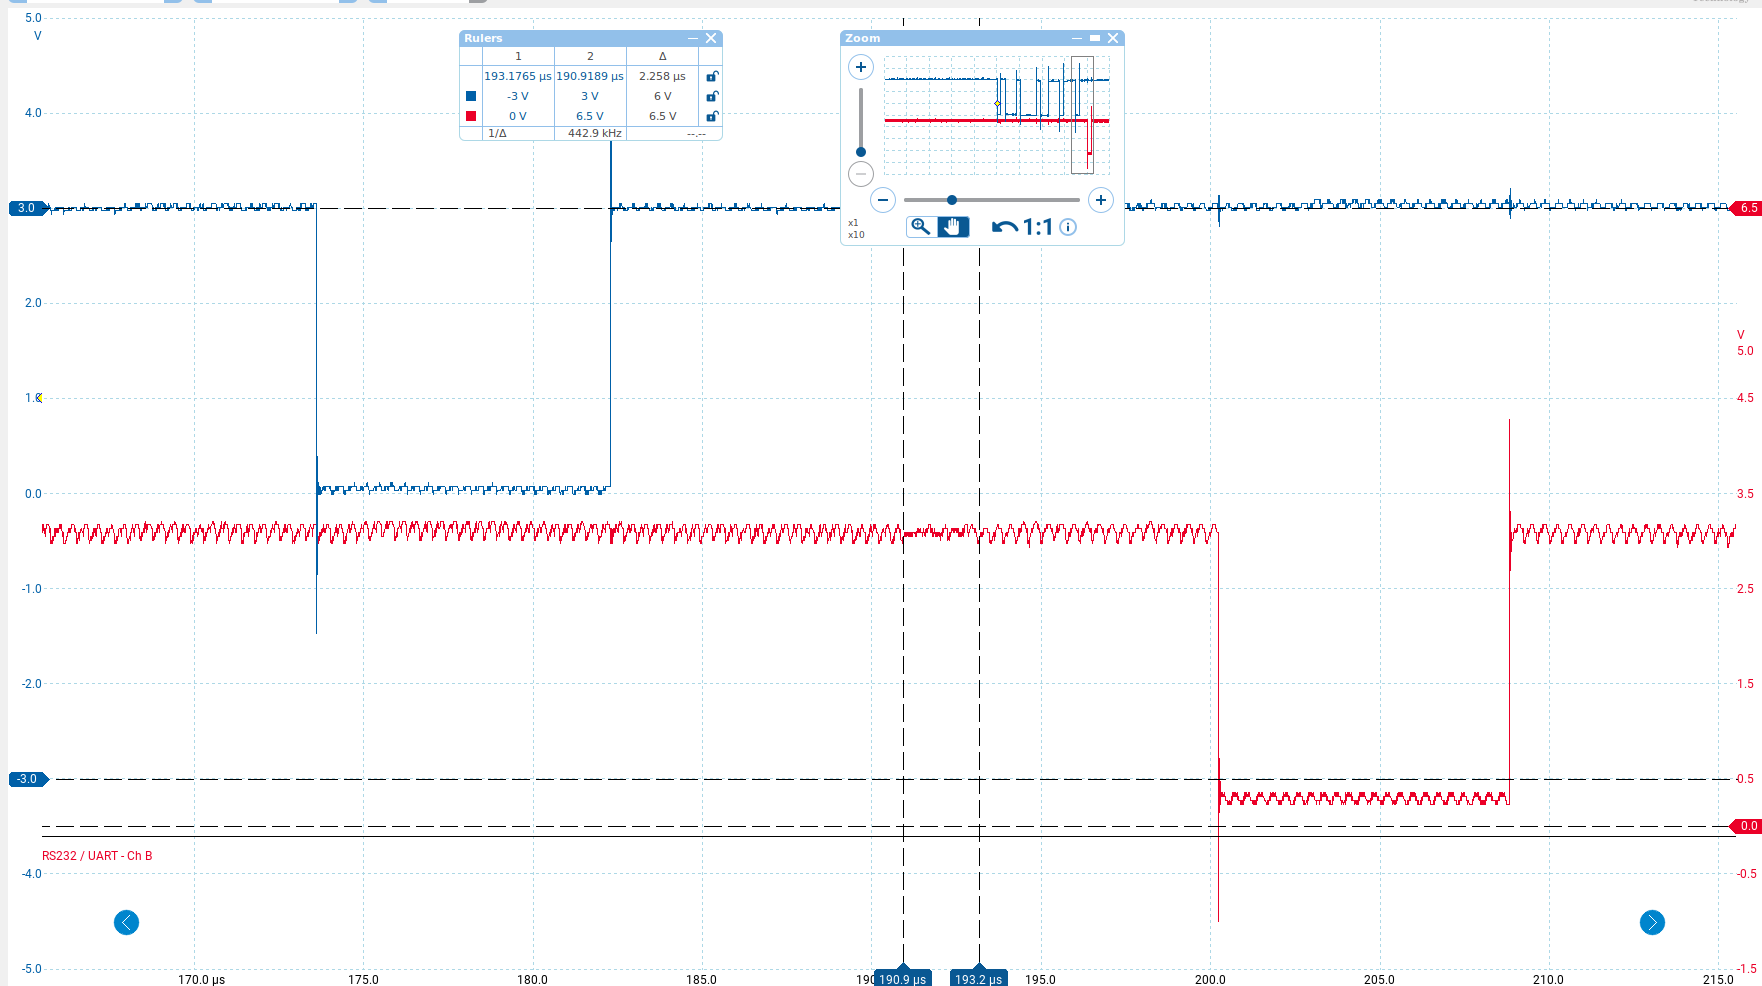 5.0
V
4.0
3.0
2.0
0.0
-1.0
-2.0
-3.0
-4.0
-5.0
Rulers
1 2 Δ
193.1765 µs 190.9189 µs 2.258 µs
-3 V 3 V 6 V
0 V 6.5 V 6.5 V
1/Δ 442.9 kHz --.--
Zoom
x1
x10
1:1
6.5
V
5.0
4.5
3.5
2.5
1.5
0.5
0.0
-0.5
-1.5
RS232 / UART - Ch B
170.0 µs 175.0 180.0 185.0 190.9 µs 193.2 µs 195.0 200.0 205.0 210.0 215.0